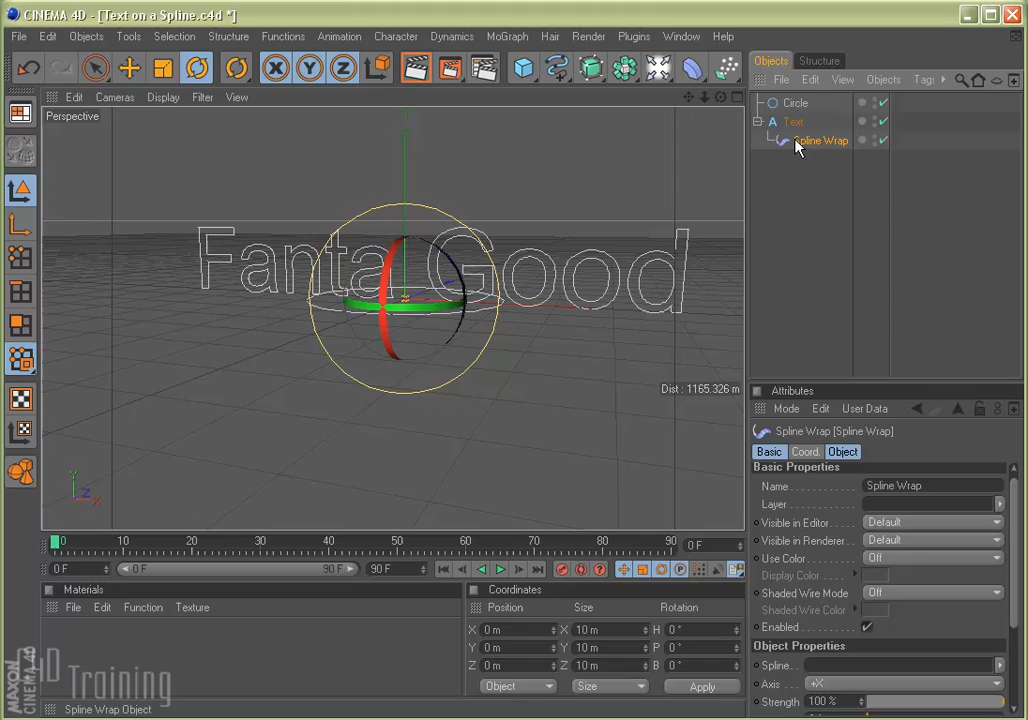 CINEMA 4D - [Text on a Spline.c4d *]
File Edit Objects Tools Selection Structure Functions Animation Character Dynamics MoGraph Hair Render Plugins Window Help
Objects Structure
File Edit View Objects Tag
Edit Cameras Display Filter View
Perspective
Circle
Text
Spline Wrap
Fanta Good
Dist : 1165.326 m
Attributes
Mode Edit User Data
Spline Wrap [Spline Wrap]
Basic Coord. Object
Basic Properties
Name Spline Wrap
Layer
Visible in Editor Default
Visible in Renderer Default
Use Color Off
Display Color
Shaded Wire Mode Off
Shaded Wire Color
Enabled
Object Properties
Spline
Axis +X
Strength 100 %
0 10 20 30 40 50 60 70 80 90 0 F
0 F 0 F 90 F 90 F
Materials
File Edit Function Texture
Coordinates
Position Size Rotation
X 0 m X 10 m H 0 °
Y 0 m Y 10 m P 0 °
Z 0 m Z 10 m B 0 °
Object Size Apply
MAXON CINEMA 4D
Training
Spline Wrap Object
X Y Z
Y Z X